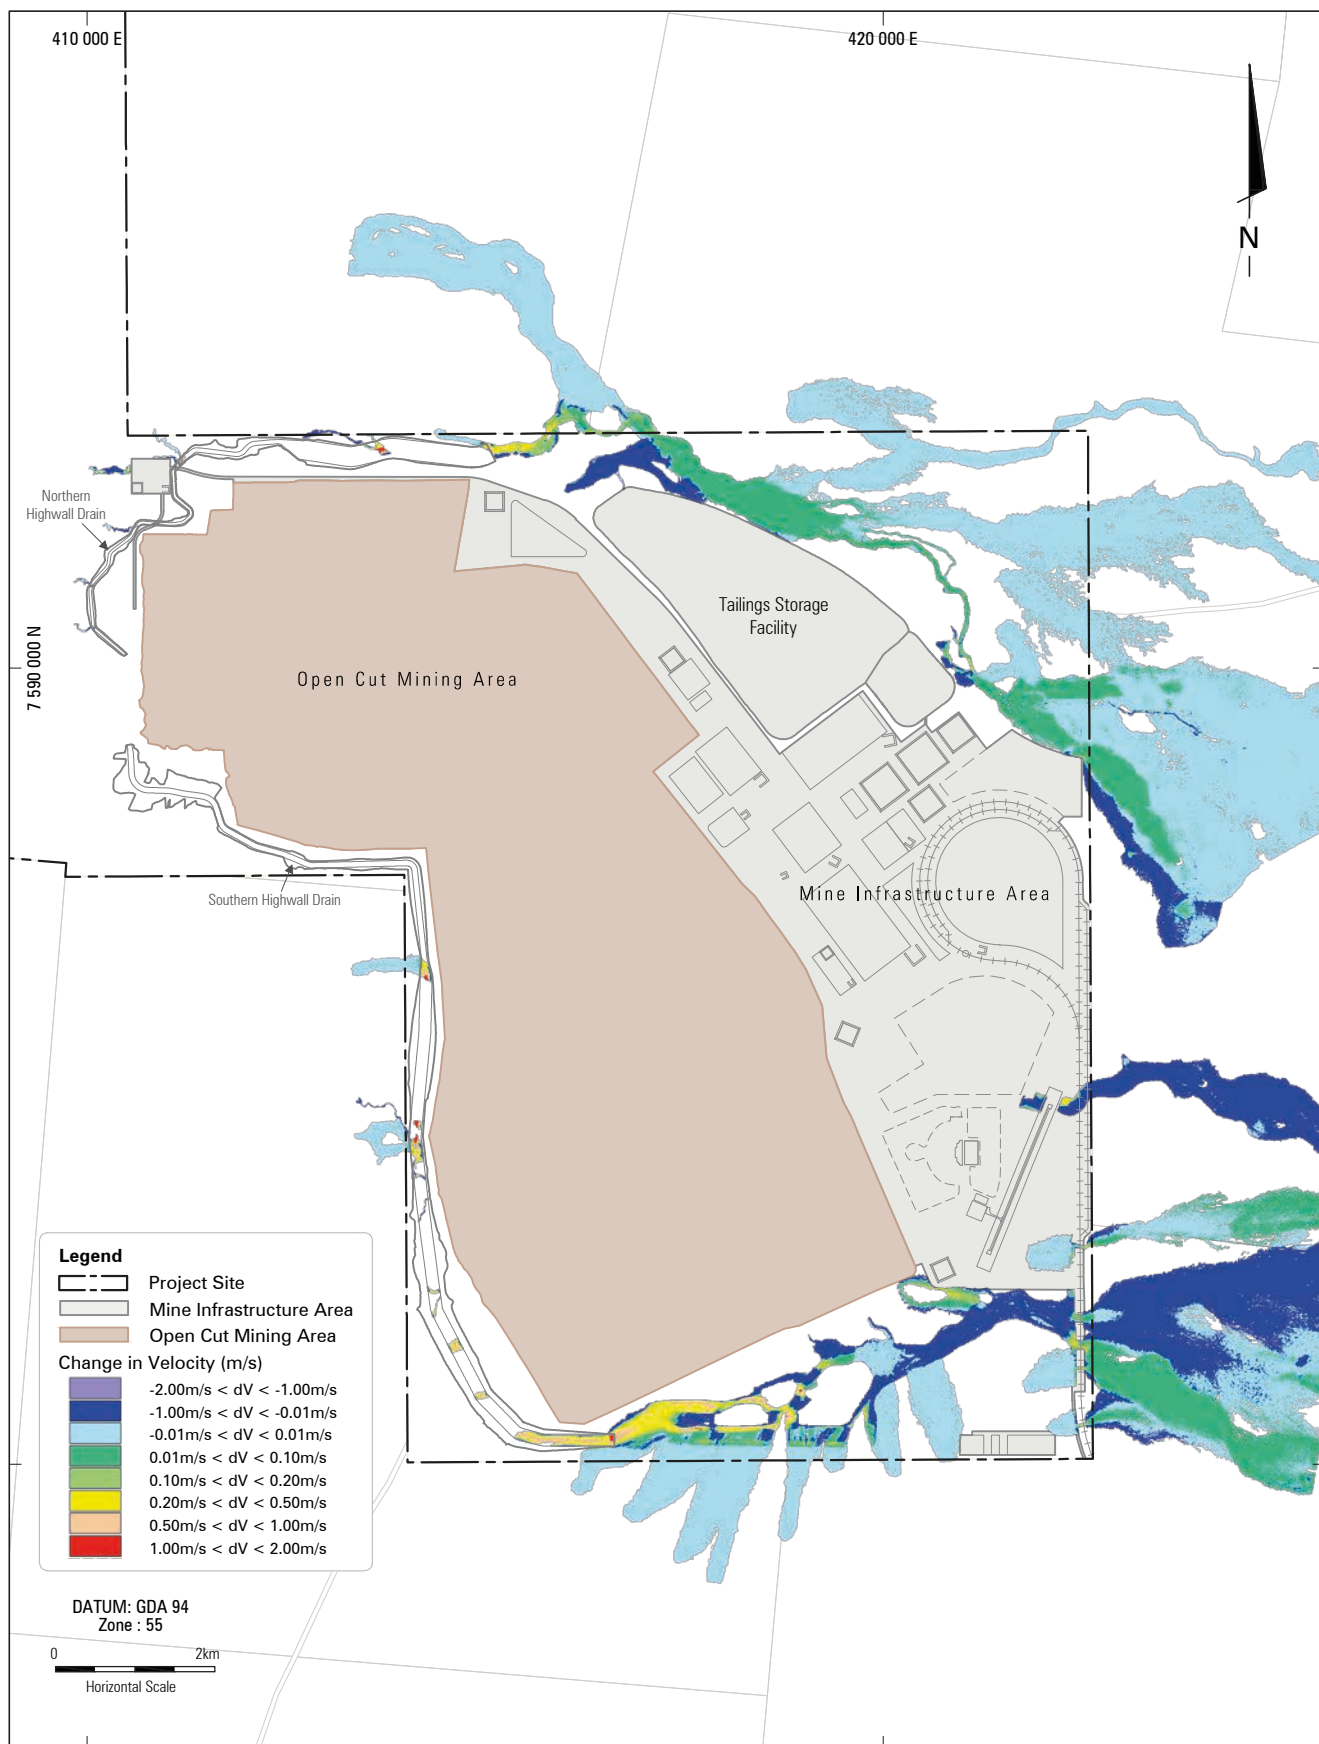 410 000 E
420 000 E
N
Northern
Highwall Drain
Tailings Storage
Facility
7 590 000 N
Open Cut Mining Area
Mine Infrastructure Area
Southern Highwall Drain
Legend
Project Site
Mine Infrastructure Area
Open Cut Mining Area
Change in Velocity (m/s)
-2.00m/s < dV < -1.00m/s
-1.00m/s < dV < -0.01m/s
-0.01m/s < dV < 0.01m/s
0.01m/s < dV < 0.10m/s
0.10m/s < dV < 0.20m/s
0.20m/s < dV < 0.50m/s
0.50m/s < dV < 1.00m/s
1.00m/s < dV < 2.00m/s
DATUM: GDA 94
Zone : 55
0 2km
Horizontal Scale